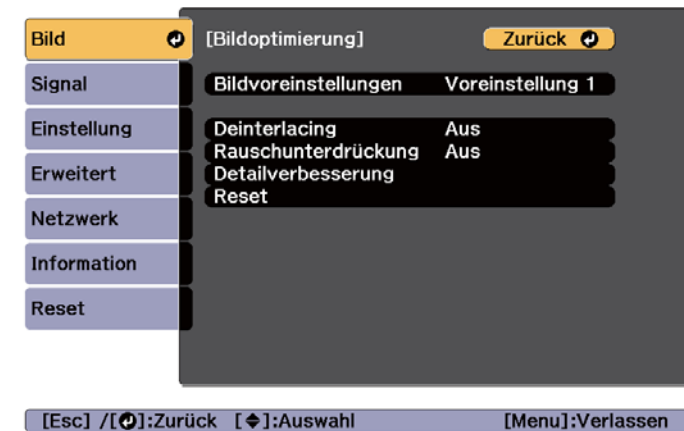 Bild
Signal
Einstellung
Erweitert
Netzwerk
Information
Reset
[Bildoptimierung] Zurück
Bildvoreinstellungen Voreinstellung 1
Deinterlacing Aus
Rauschunterdrückung Aus
Detailverbesserung
Reset
[Esc] /[ ]:Zurück [ ]:Auswahl [Menu]:Verlassen